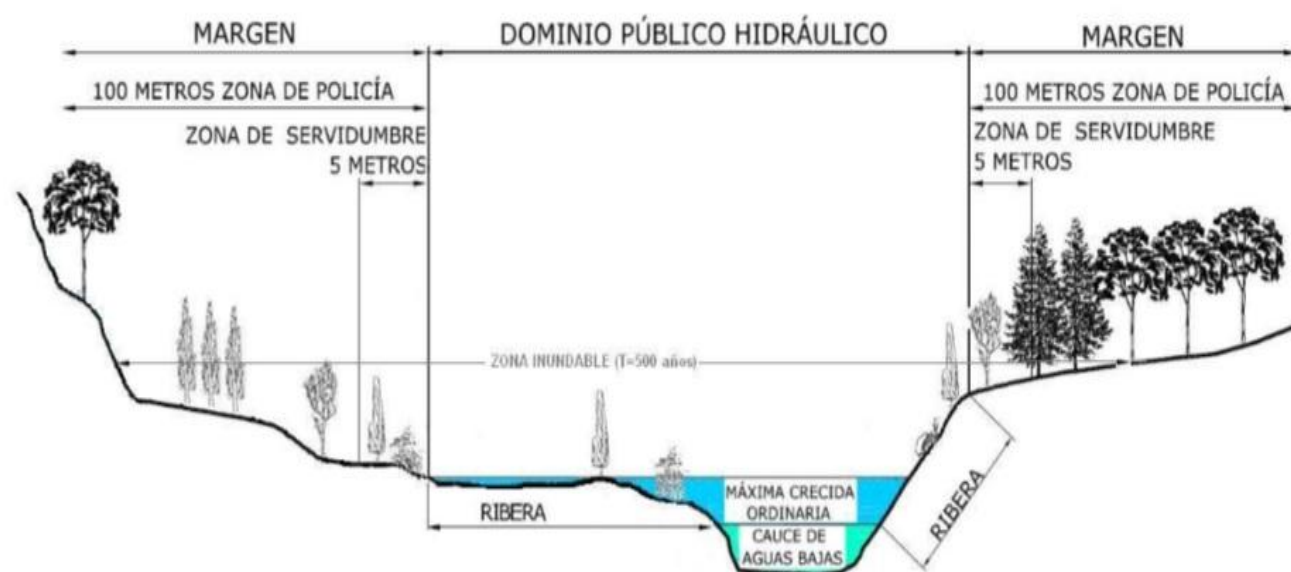 MARGEN
DOMINIO PÚBLICO HIDRÁULICO
MARGEN
100 METROS ZONA DE POLICÍA
100 METROS ZONA DE POLICÍA
ZONA DE SERVIDUMBRE
5 METROS
ZONA DE SERVIDUMBRE
5 METROS
ZONA INUNDABLE (T=500 años)
MÁXIMA CRECIDA
ORDINARIA
RIBERA
CAUCE DE
AGUAS BAJAS
RIBERA